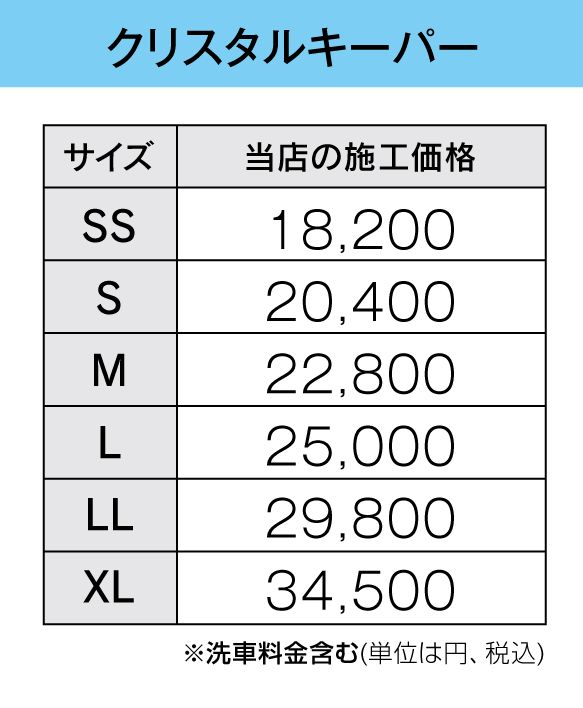 クリスタルキーパー
サイズ 当店の施工価格
SS 18,200
S 20,400
M 22,800
L 25,000
LL 29,800
XL 34,500
※洗車料金含む(単位は円、税込)